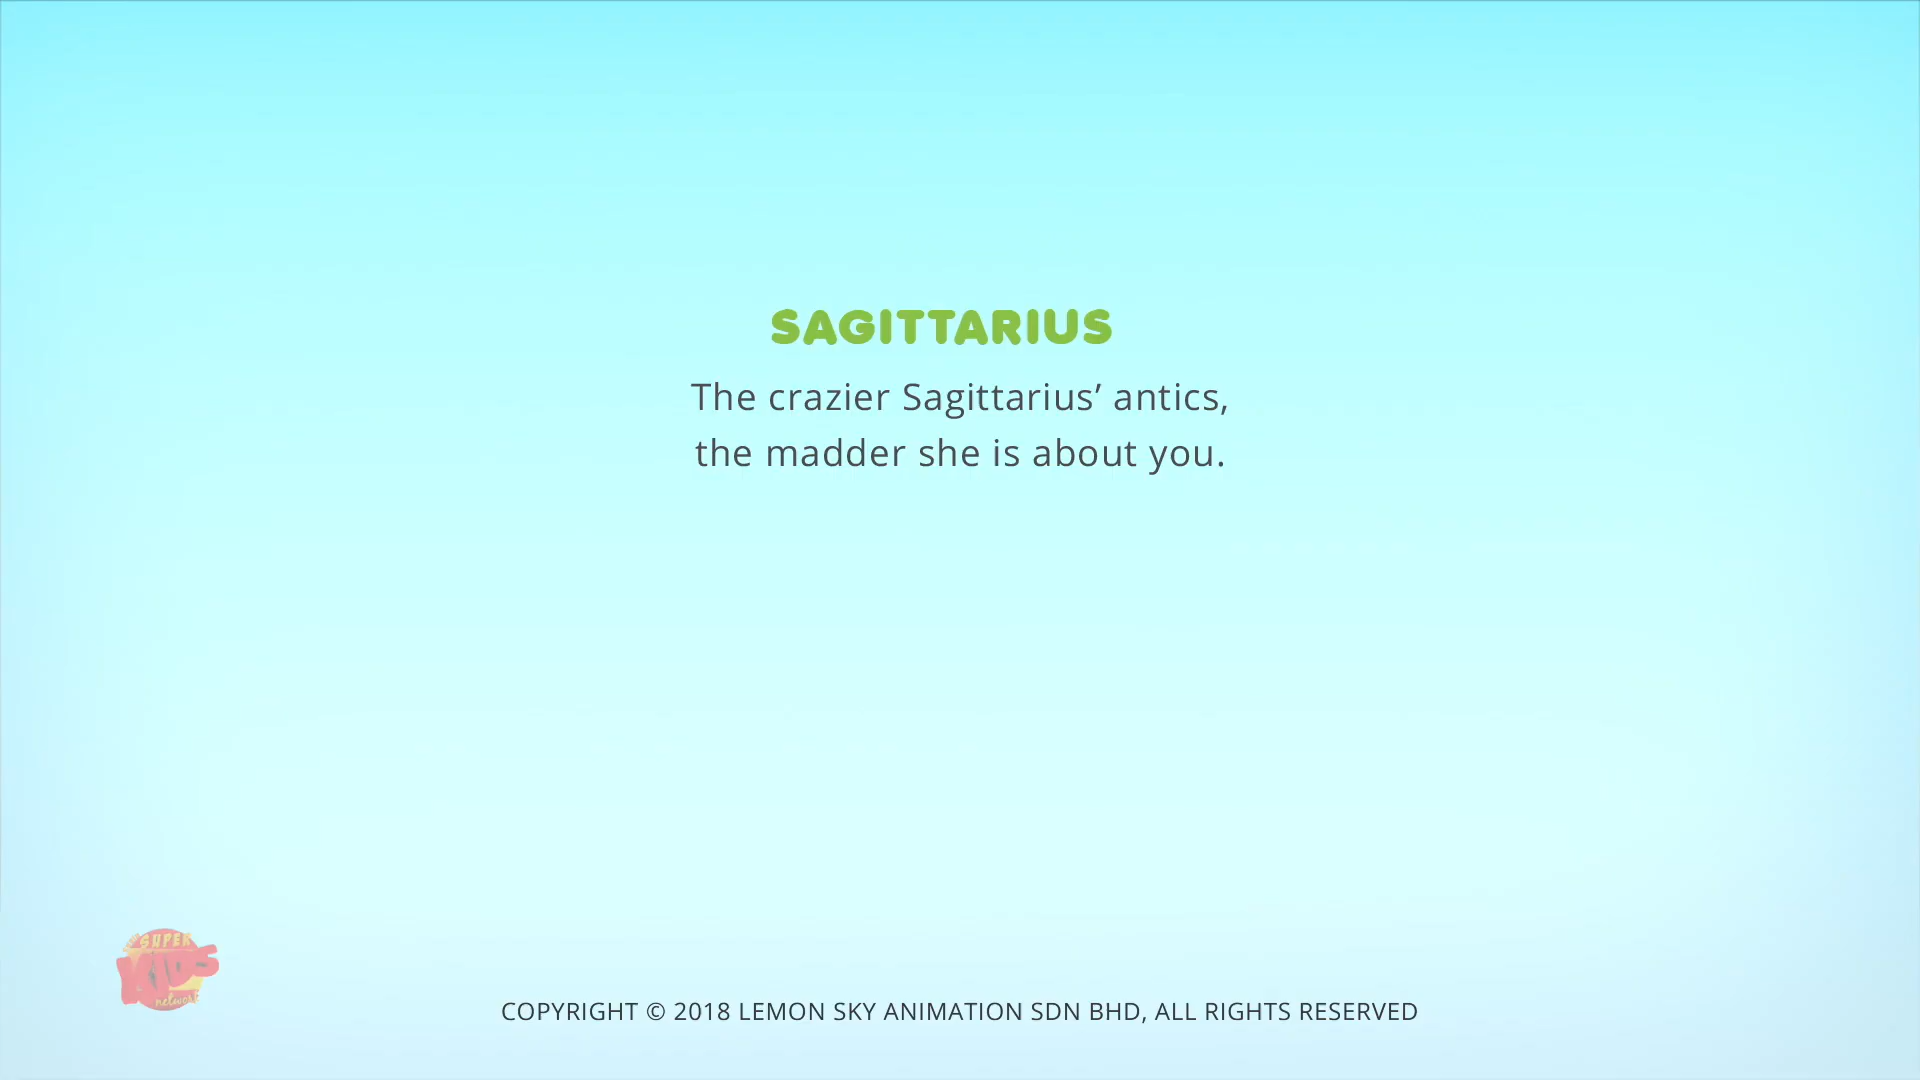 SAGITTARIUS
The crazier Sagittarius’ antics,
the madder she is about you.
THE SUPER
KIDS
network
COPYRIGHT © 2018 LEMON SKY ANIMATION SDN BHD, ALL RIGHTS RESERVED